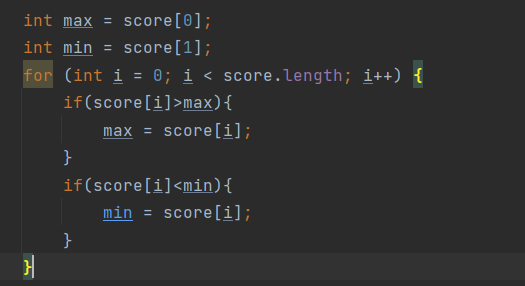 int max = score[0];
int min = score[1];
for (int i = 0; i < score.length; i++) {
    if(score[i]>max){
        max = score[i];
    }
    if(score[i]<min){
        min = score[i];
    }
}